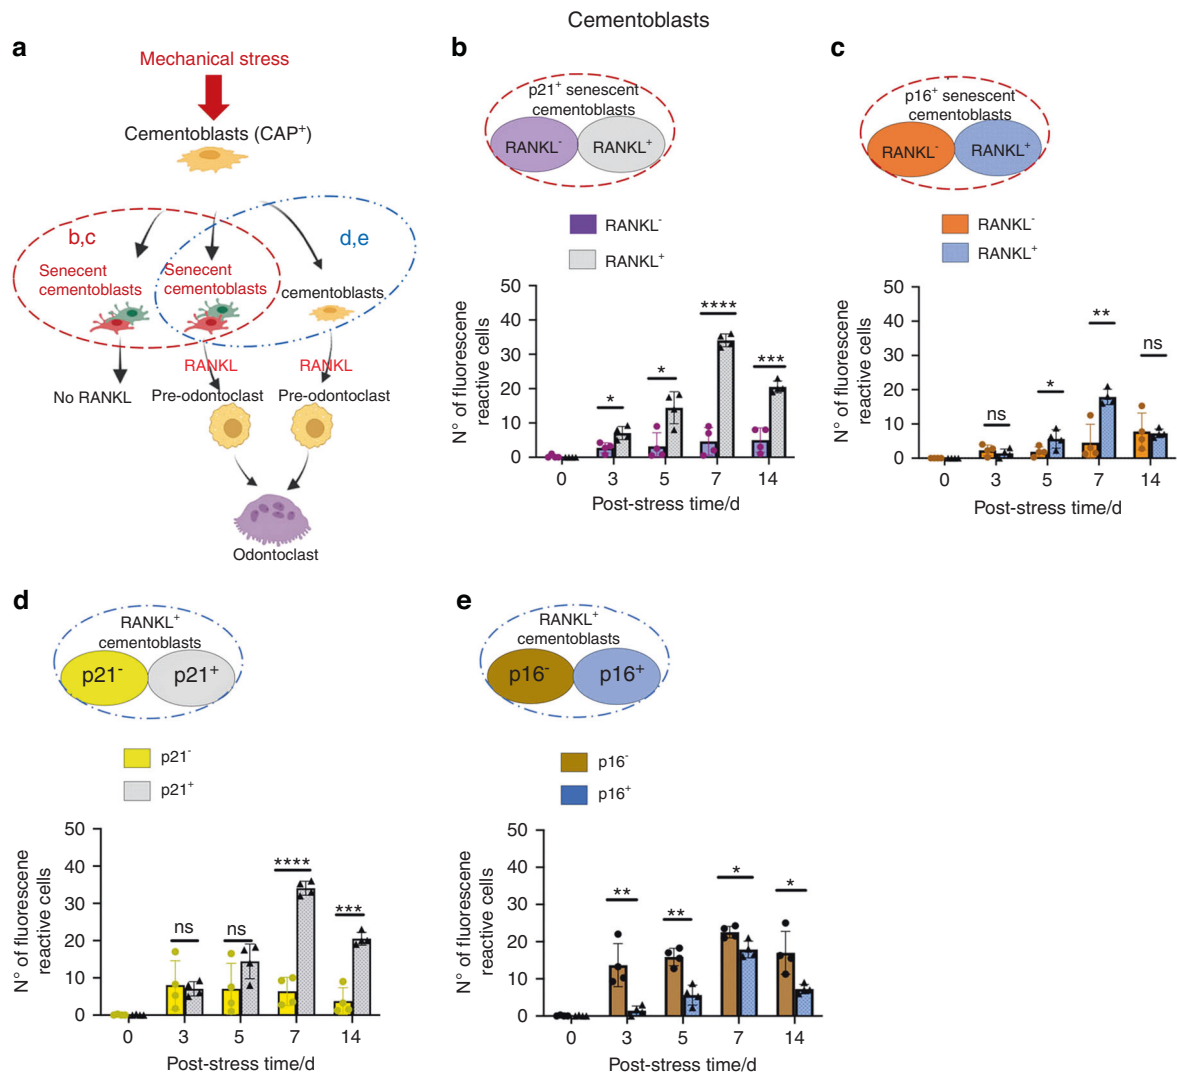 Cementoblasts
a
Mechanical stress
Cementoblasts (CAP⁺)
b,c
d,e
Senecent
cementoblasts
Senecent
cementoblasts
cementoblasts
RANKL
RANKL
No RANKL
Pre-odontoclast
Pre-odontoclast
Odontoclast
b
p21⁺ senescent
cementoblasts
RANKL⁻
RANKL⁺
RANKL⁻
RANKL⁺
N° of fluorescene
reactive cells
50
40
30
20
10
0
*
*
****
***
0 3 5 7 14
Post-stress time/d
c
p16⁺ senescent
cementoblasts
RANKL⁻
RANKL⁺
RANKL⁻
RANKL⁺
N° of fluorescene
reactive cells
50
40
30
20
10
0
ns
*
**
ns
0 3 5 7 14
Post-stress time/d
d
RANKL⁺
cementoblasts
p21⁻
p21⁺
p21⁻
p21⁺
N° of fluorescene
reactive cells
50
40
30
20
10
0
ns
ns
****
***
0 3 5 7 14
Post-stress time/d
e
RANKL⁺
cementoblasts
p16⁻
p16⁺
p16⁻
p16⁺
N° of fluorescene
reactive cells
50
40
30
20
10
0
**
**
*
*
0 3 5 7 14
Post-stress time/d